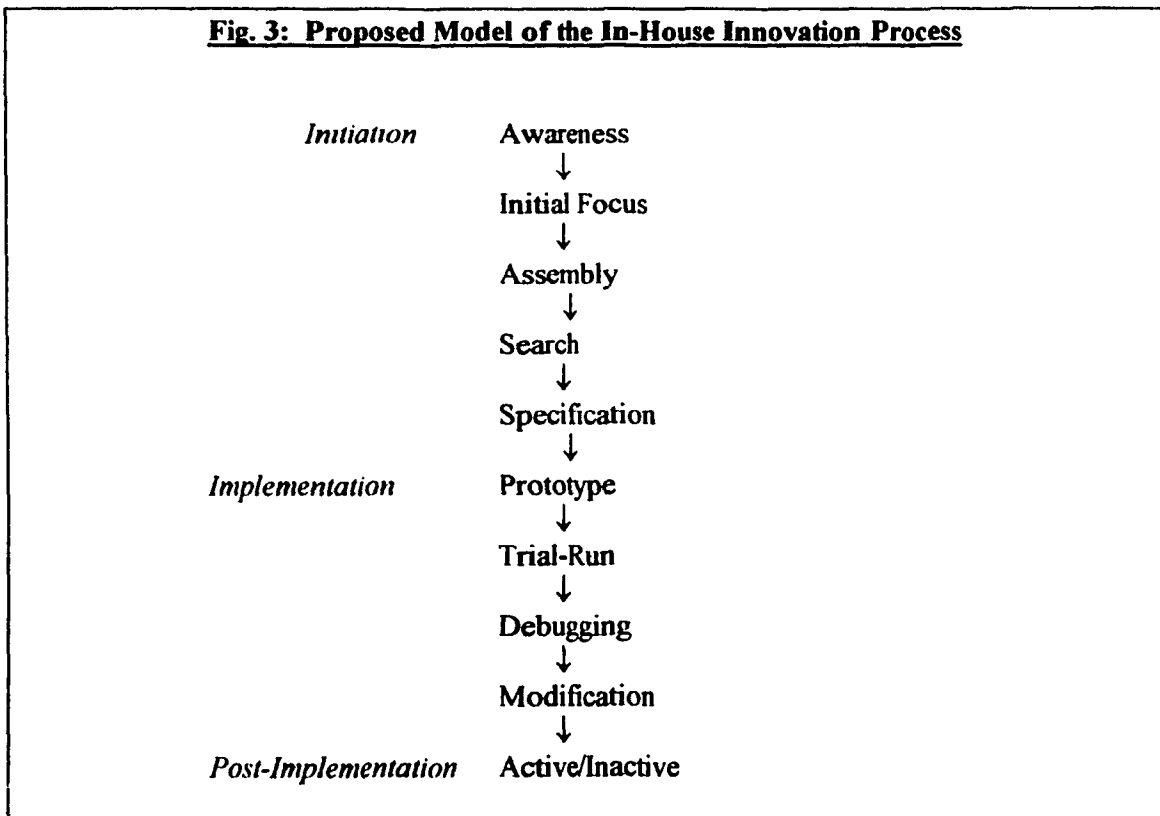 Fig. 3: Proposed Model of the In-House Innovation Process
Initiation Awareness
↓
Initial Focus
↓
Assembly
↓
Search
↓
Specification
↓
Implementation Prototype
↓
Trial-Run
↓
Debugging
↓
Modification
↓
Post-Implementation Active/Inactive